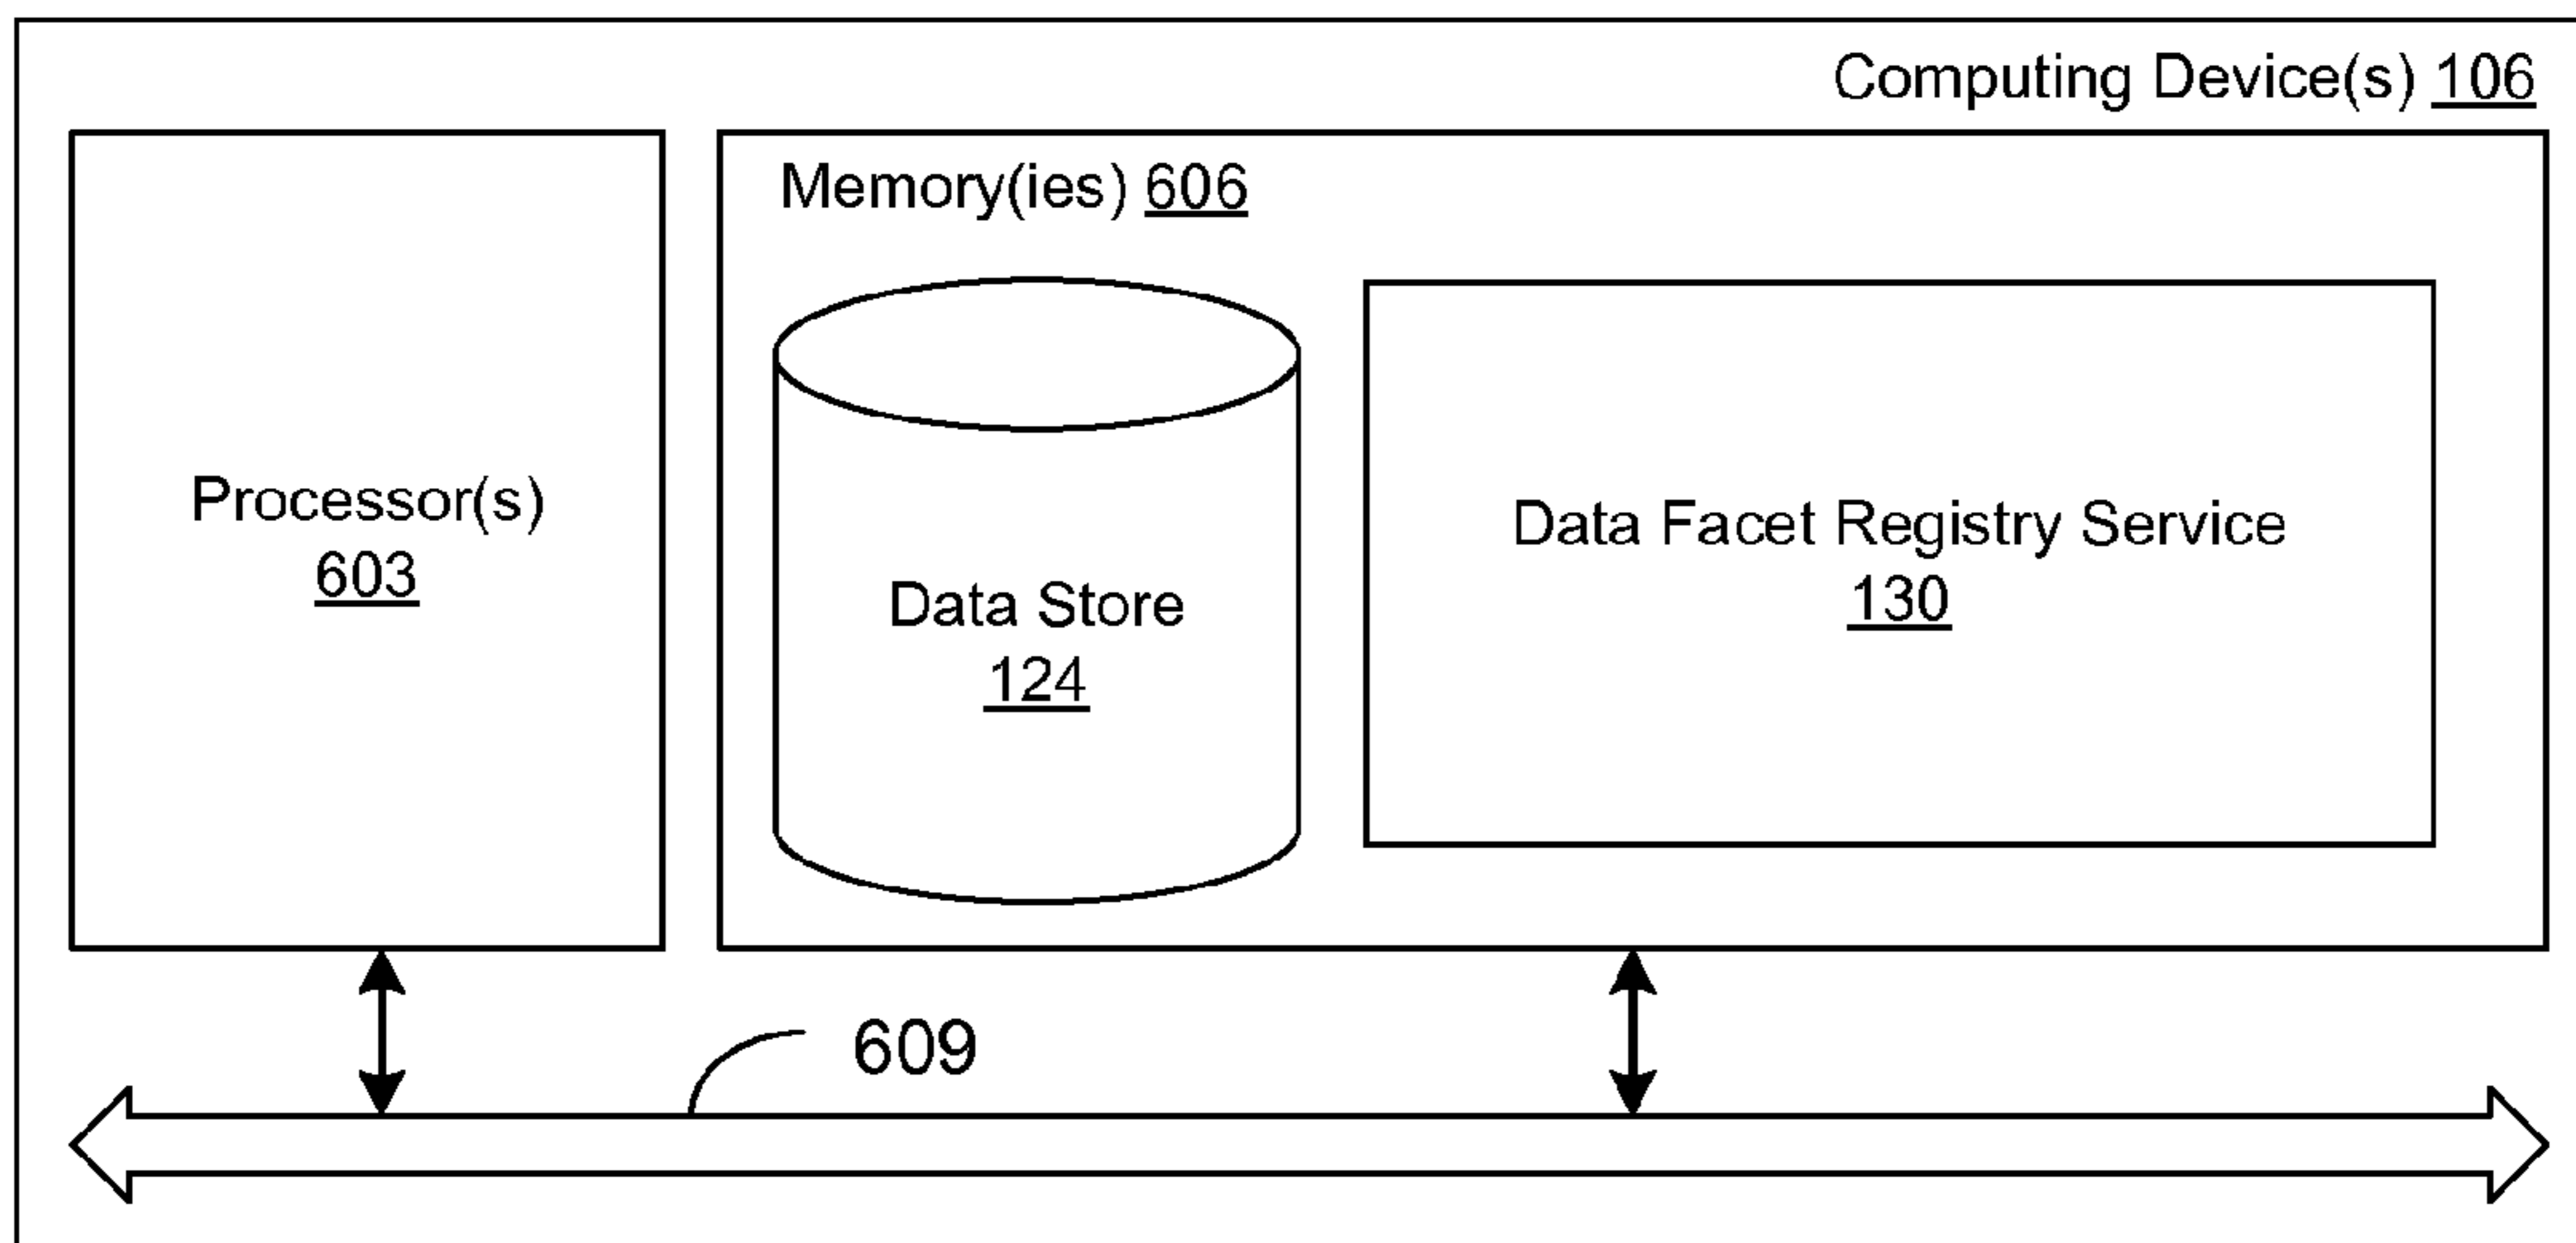 Computing Device(s) 106
Memory(ies) 606
Processor(s)
603
Data Store
124
Data Facet Registry Service
130
609